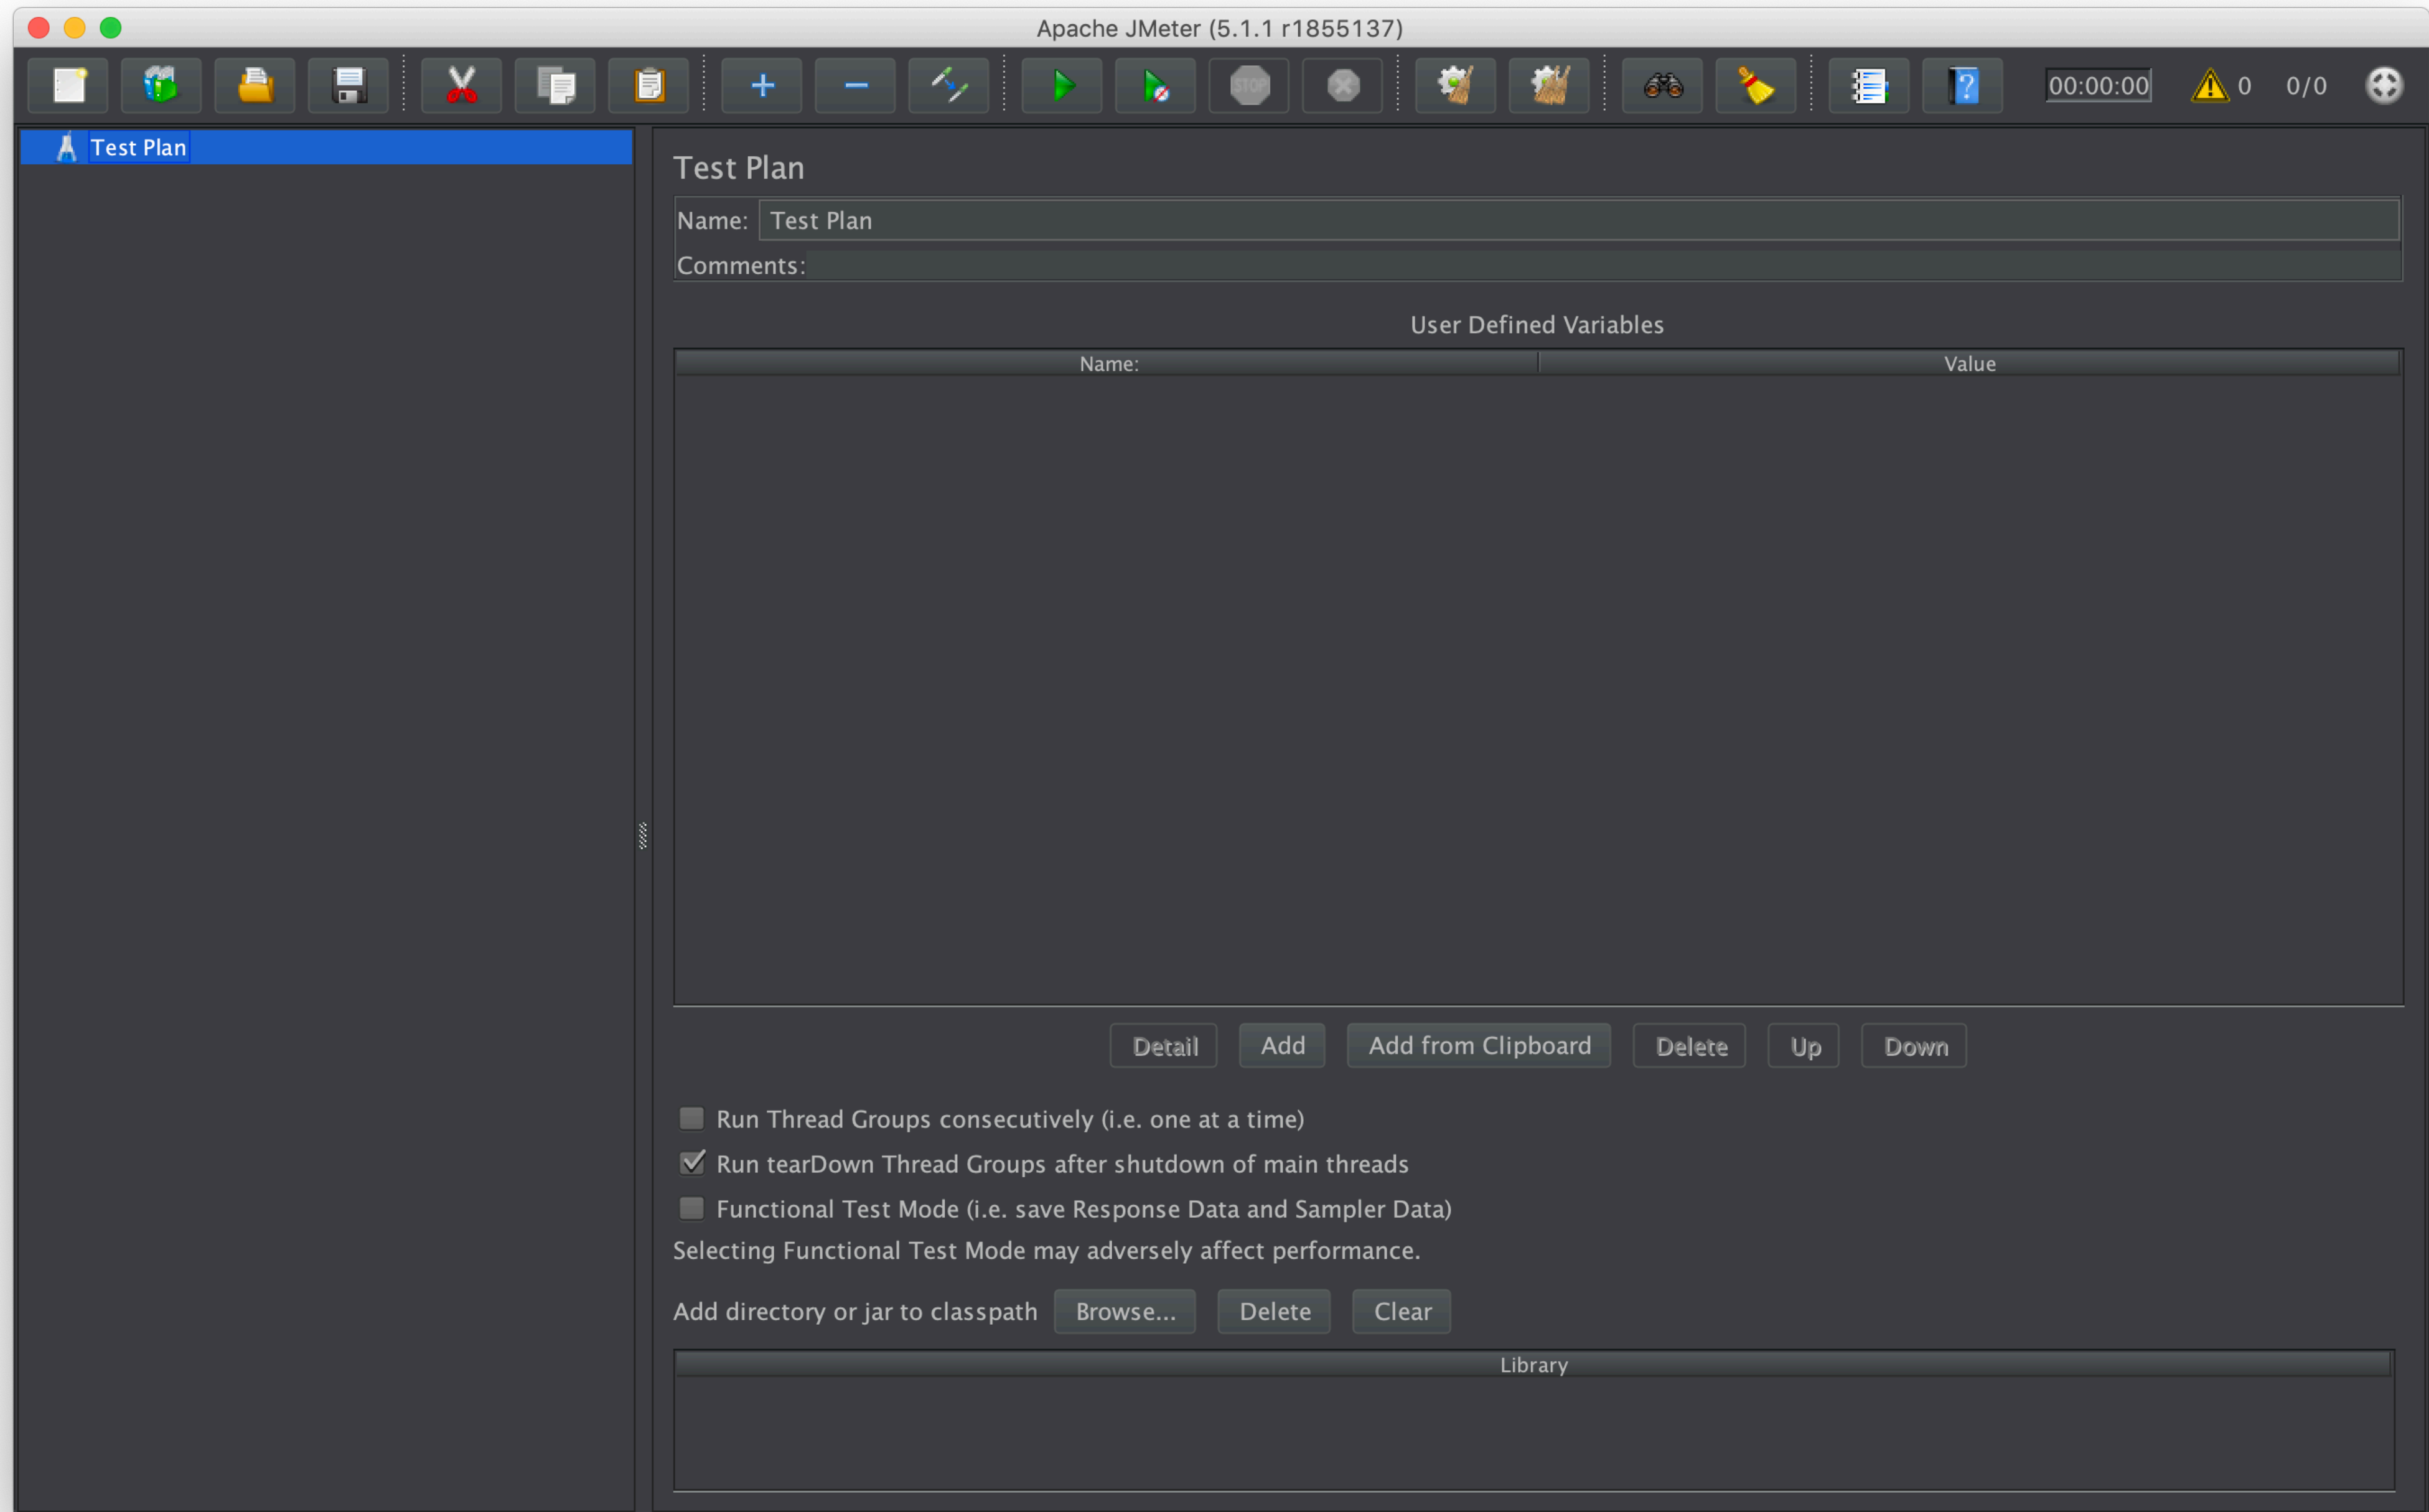 Apache JMeter (5.1.1 r1855137)
STOP
00:00:00
0
0/0
Test Plan
Test Plan
Name: Test Plan
Comments:
User Defined Variables
Name: Value
Detail Add Add from Clipboard Delete Up Down
Run Thread Groups consecutively (i.e. one at a time)
Run tearDown Thread Groups after shutdown of main threads
Functional Test Mode (i.e. save Response Data and Sampler Data)
Selecting Functional Test Mode may adversely affect performance.
Add directory or jar to classpath Browse... Delete Clear
Library